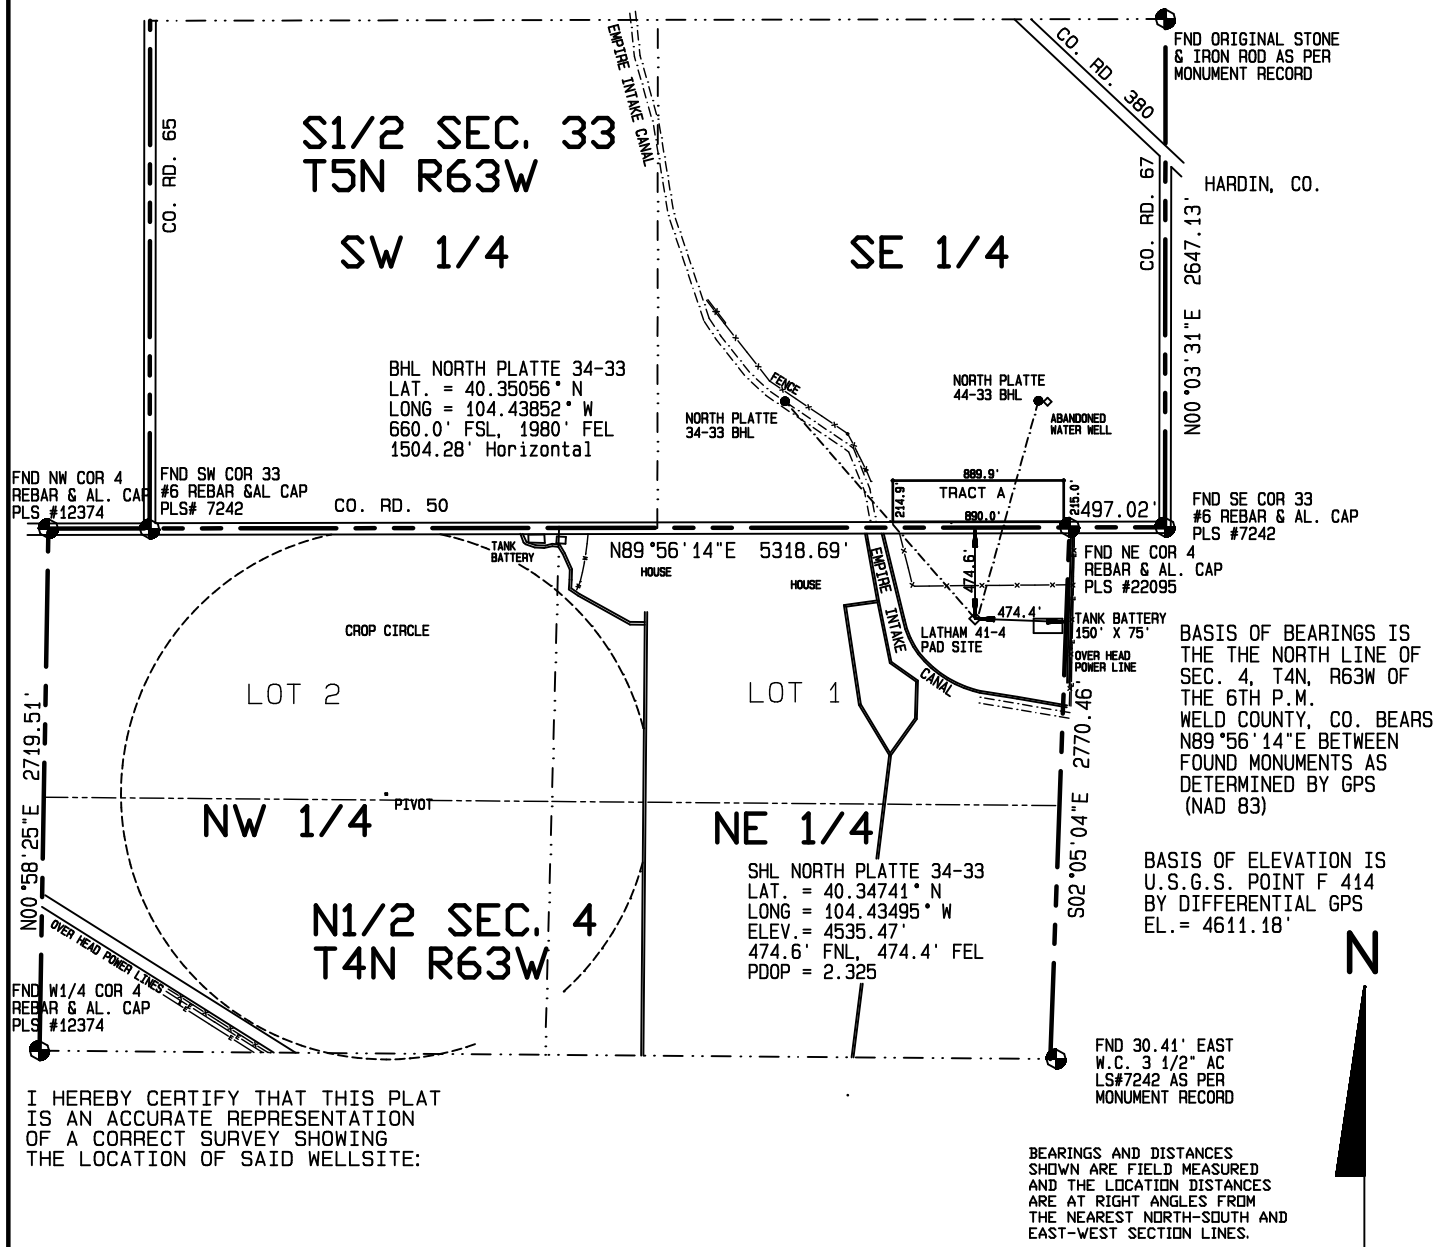 FND ORIGINAL STONE
& IRON ROD AS PER
MONUMENT RECORD
CO. RD. 380
EMPIRE INTAKE CANAL
CO. RD. 65
S1/2 SEC. 33
T5N R63W
SW 1/4
SE 1/4
CO. RD. 67
HARDIN, CO.
N00°03'31"E 2647.13'
BHL NORTH PLATTE 34-33
LAT. = 40.35056° N
LONG = 104.43852° W
660.0' FSL, 1980' FEL
1504.28' Horizontal
FENCE
NORTH PLATTE
34-33 BHL
NORTH PLATTE
44-33 BHL
ABANDONED
WATER WELL
FND NW COR 4
REBAR & AL. CAP
PLS #12374
FND SW COR 33
#6 REBAR &AL CAP
PLS# 7242
CO. RD. 50
889.9'
TRACT A
214.9'
215.0'
890.0'
497.02'
FND SE COR 33
#6 REBAR & AL. CAP
PLS #7242
TANK
BATTERY
N89°56'14"E 5318.69'
HOUSE
HOUSE
EMPIRE INTAKE
CANAL
474.6'
474.4'
FND NE COR 4
REBAR & AL. CAP
PLS #22095
LATHAM 41-4
PAD SITE
TANK BATTERY
150' X 75'
OVER HEAD
POWER LINE
CROP CIRCLE
LOT 2
LOT 1
BASIS OF BEARINGS IS
THE THE NORTH LINE OF
SEC. 4, T4N, R63W OF
THE 6TH P.M.
WELD COUNTY, CO. BEARS
N89°56'14"E BETWEEN
FOUND MONUMENTS AS
DETERMINED BY GPS
(NAD 83)
N00°58'25"E 2719.51'
S02°05'04"E 2770.46'
PIVOT
NW 1/4
NE 1/4
SHL NORTH PLATTE 34-33
LAT. = 40.34741° N
LONG = 104.43495° W
ELEV.= 4535.47'
474.6' FNL, 474.4' FEL
PDOP = 2.325
BASIS OF ELEVATION IS
U.S.G.S. POINT F 414
BY DIFFERENTIAL GPS
EL.= 4611.18'
N1/2 SEC. 4
T4N R63W
OVER HEAD POWER LINES
N
FND W1/4 COR 4
REBAR & AL. CAP
PLS #12374
FND 30.41' EAST
W.C. 3 1/2" AC
LS#7242 AS PER
MONUMENT RECORD
I HEREBY CERTIFY THAT THIS PLAT
IS AN ACCURATE REPRESENTATION
OF A CORRECT SURVEY SHOWING
THE LOCATION OF SAID WELLSITE:
BEARINGS AND DISTANCES
SHOWN ARE FIELD MEASURED
AND THE LOCATION DISTANCES
ARE AT RIGHT ANGLES FROM
THE NEAREST NORTH-SOUTH AND
EAST-WEST SECTION LINES.